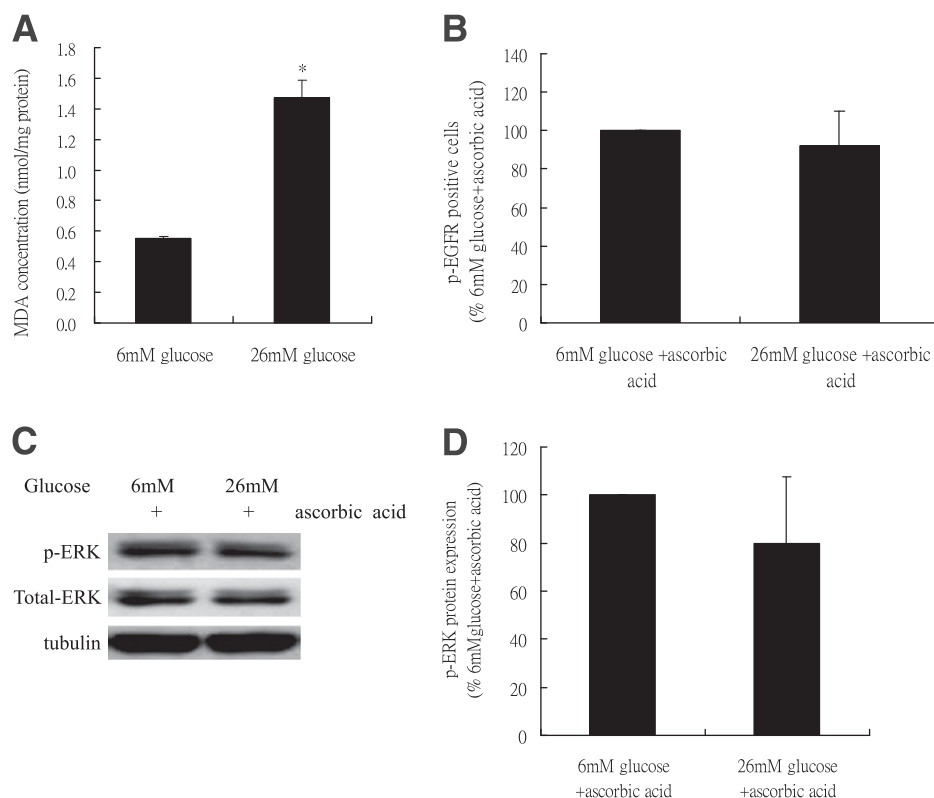 A
MDA concentration (nmol/mg protein)
1.8
1.6
1.4
1.2
1.0
0.8
0.6
0.4
0.2
0.0
*
6mM glucose
26mM glucose
B
p-EGFR positive cells
(% 6mM glucose+ascorbic acid)
140
120
100
80
60
40
20
0
6mM glucose +ascorbic
acid
26mM glucose +ascorbic
acid
C
Glucose 6mM 26mM
+ + ascorbic acid
p-ERK
Total-ERK
tubulin
D
p-ERK protein expression
(% 6mMglucose+ascorbic acid)
120
100
80
60
40
20
0
6mM glucose
+ascorbic acid
26mM glucose
+ascorbic acid